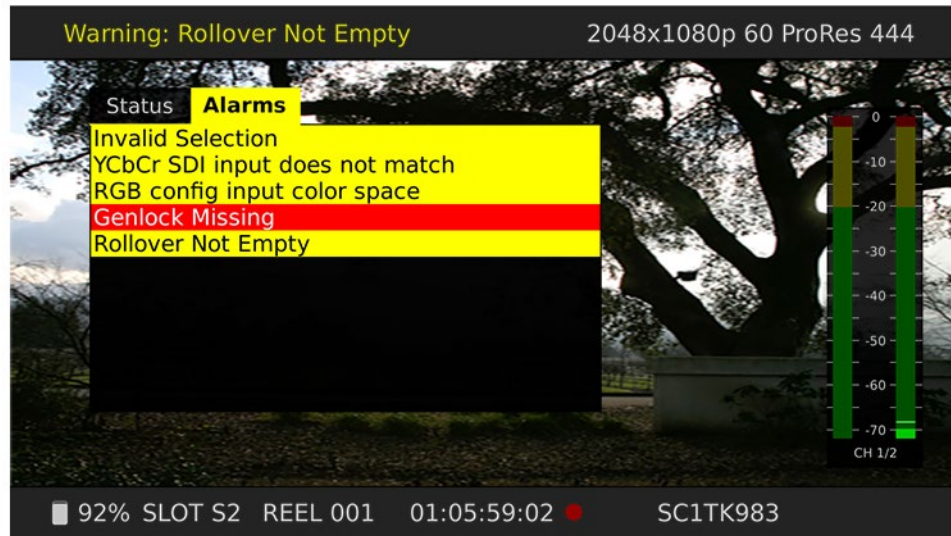 Warning: Rollover Not Empty 2048x1080p 60 ProRes 444
Status Alarms
Invalid Selection
YCbCr SDI input does not match
RGB config input color space
Genlock Missing
Rollover Not Empty
0
-10
-20
-30
-40
-50
-60
-70
CH 1/2
92% SLOT S2 REEL 001 01:05:59:02 SC1TK983